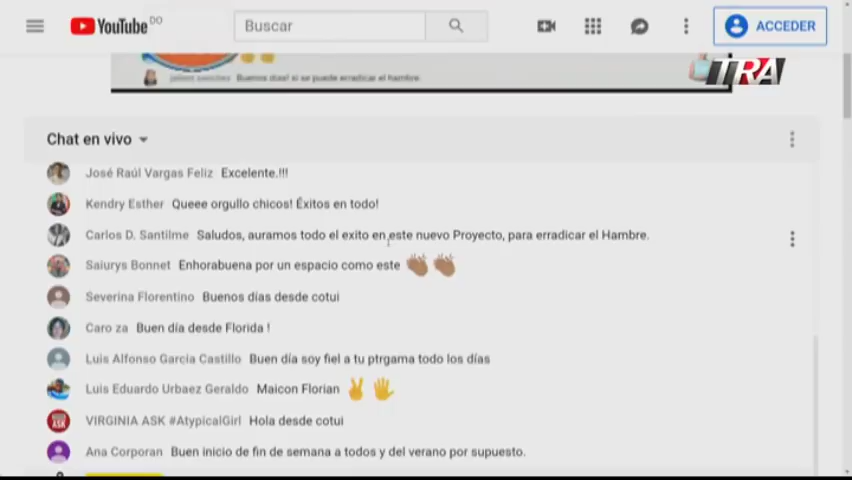 YouTube DO
Buscar
ACCEDER
Buenos dias! si se puede erradicar el hambre.
TRA
Chat en vivo
José Raúl Vargas Feliz Excelente.!!!
Kendry Esther Queee orgullo chicos! Éxitos en todo!
Carlos D. Santilme Saludos, auramos todo el exito en este nuevo Proyecto, para erradicar el Hambre.
Saiurys Bonnet Enhorabuena por un espacio como este 👏🏽👏🏽
Severina Florentino Buenos días desde cotui
Caro za Buen día desde Florida !
Luis Alfonso Garcia Castillo Buen día soy fiel a tu ptrgama todo los días
Luis Eduardo Urbaez Geraldo Maicon Florian ✌️🖐️
VIRGINIA ASK #AtypicalGirl Hola desde cotui
Ana Corporan Buen inicio de fin de semana a todos y del verano por supuesto.